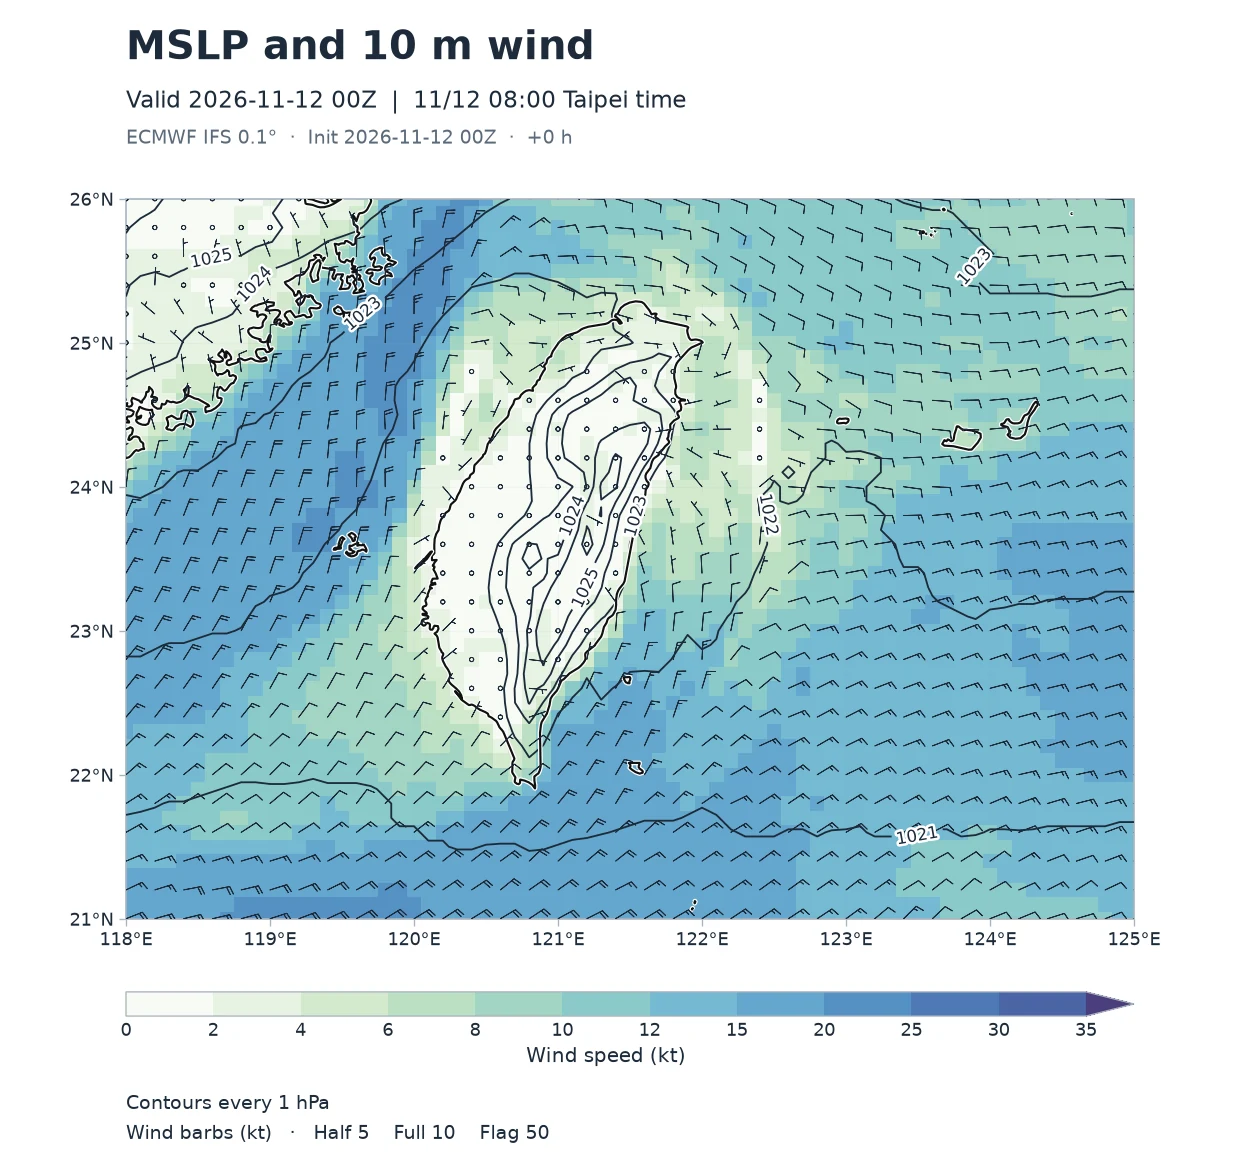 MSLP and 10 m wind
Valid 2026-11-12 00Z | 11/12 08:00 Taipei time
ECMWF IFS 0.1° · Init 2026-11-12 00Z · +0 h
26°N
25°N
24°N
23°N
22°N
21°N
1025
1024
1023
1023
1024
1023
1022
1025
1021
118°E 119°E 120°E 121°E 122°E 123°E 124°E 125°E
0 2 4 6 8 10 12 15 20 25 30 35
Wind speed (kt)
Contours every 1 hPa
Wind barbs (kt) · Half 5 Full 10 Flag 50